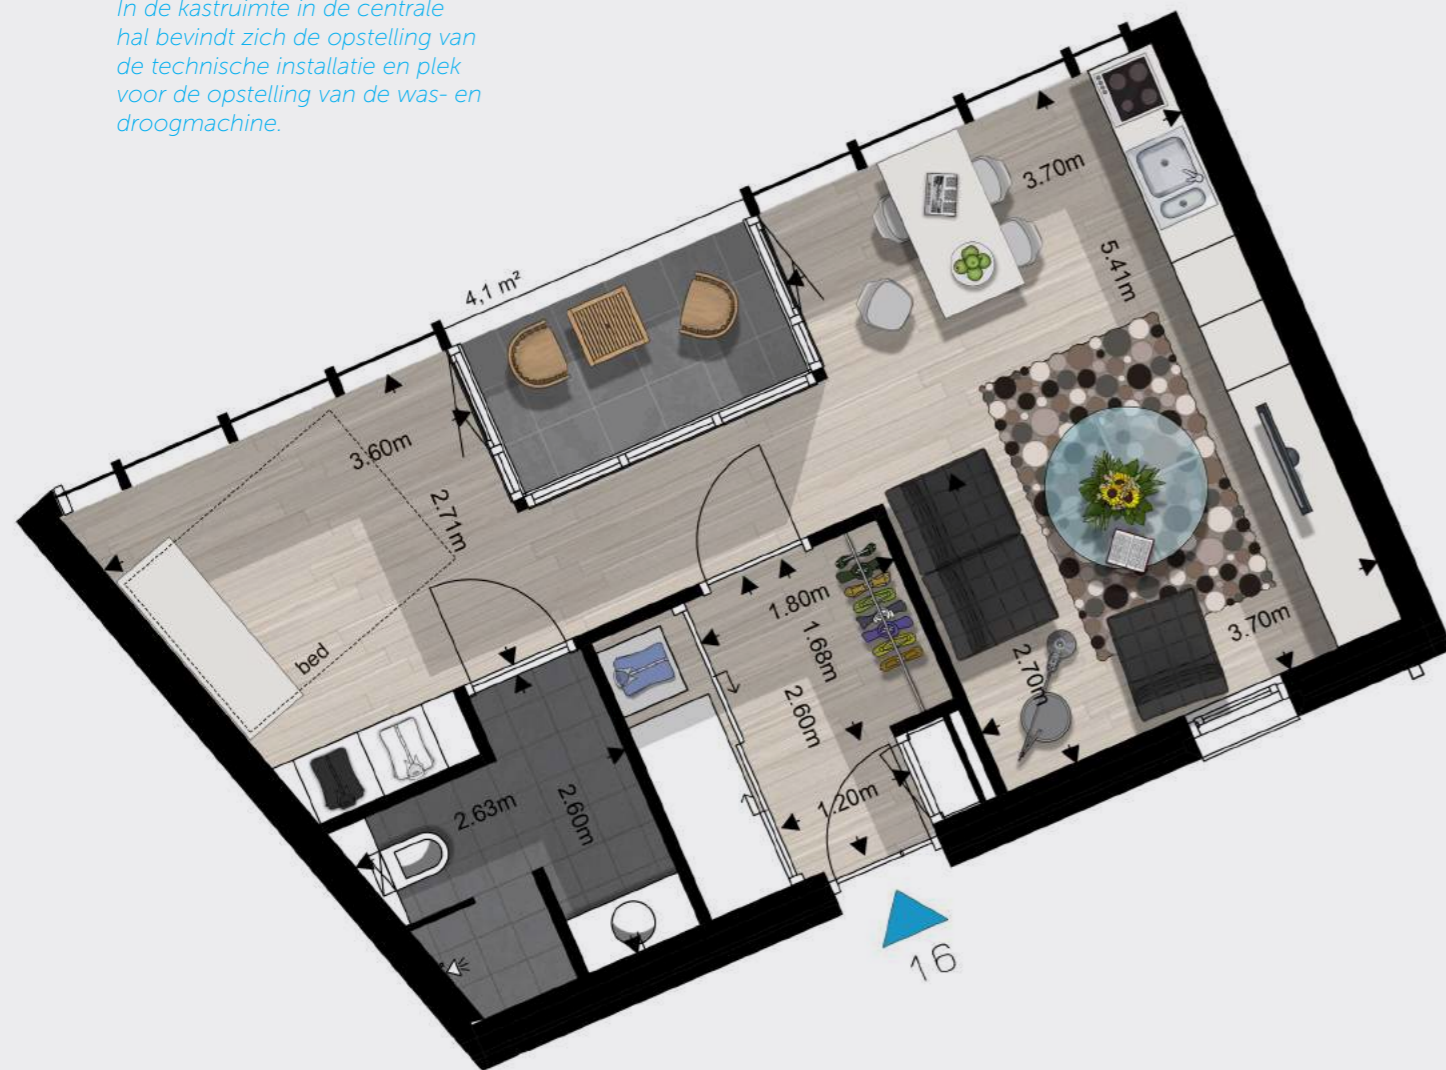 In de kastruimte in de centrale
hal bevindt zich de opstelling van
de technische installatie en plek
voor de opstelling van de was- en
droogmachine.
3.70m
5.41m
4,1 m²
3.60m
2.71m
bed
1.80m
1.68m
2.60m
1.20m
2.70m
3.70m
2.63m
2.60m
16